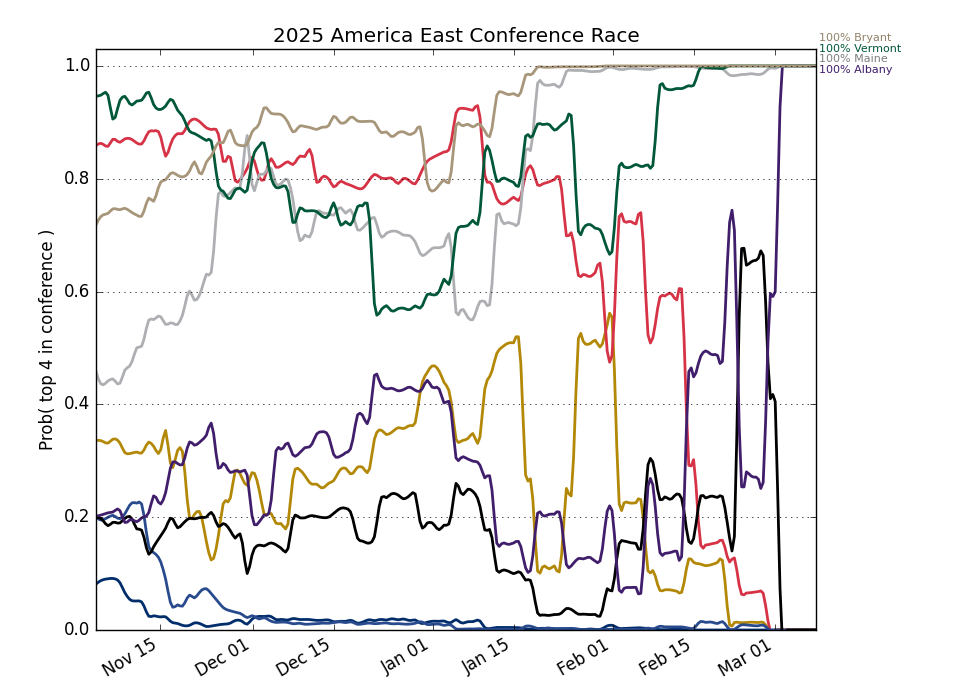 2025 America East Conference Race
100% Bryant
100% Vermont
100% Maine
100% Albany
Prob( top 4 in conference )
1.0
0.8
0.6
0.4
0.2
0.0
Nov 15
Dec 01
Dec 15
Jan 01
Jan 15
Feb 01
Feb 15
Mar 01